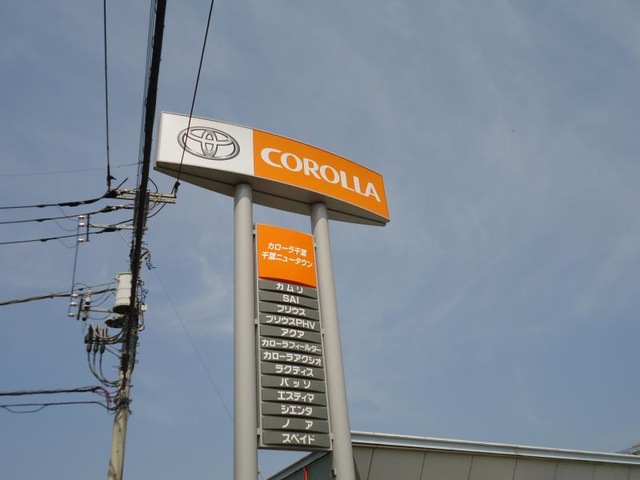 COROLLA
カローラ千葉
千葉ニュータウン
カムリ
SAI
プリウス
プリウスPHV
アクア
カローラフィールダー
カローラアクシオ
ラクティス
パッソ
エスティマ
シエンタ
ノア
スペイド